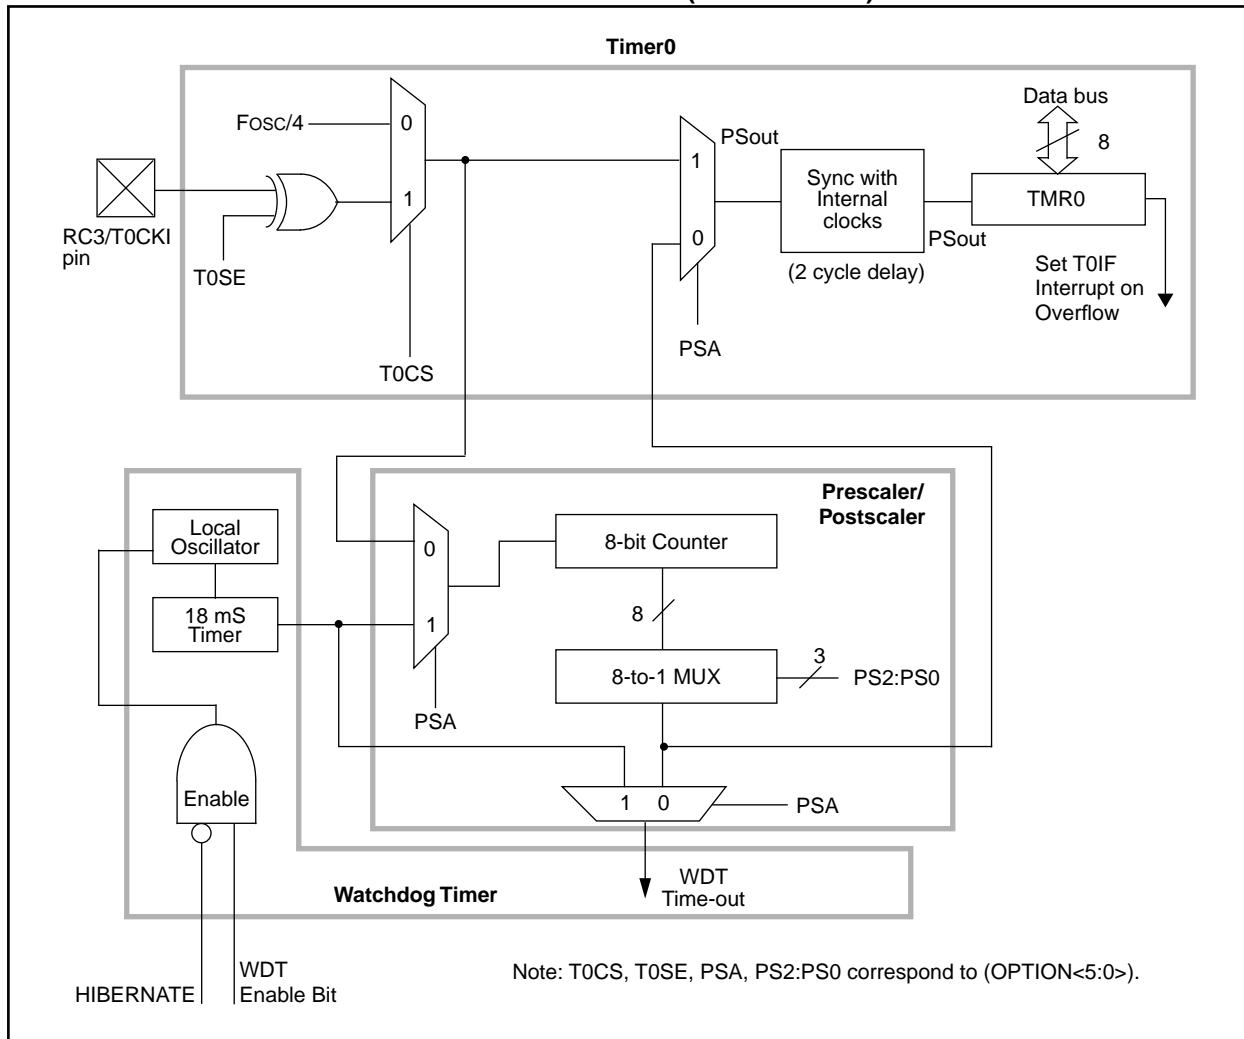 Timer0
Data bus
8
FOSC/4
0
1
PSout
1
0
Sync with
Internal
clocks
(2 cycle delay)
PSout
TMR0
RC3/T0CKI
pin
T0SE
T0CS
PSA
Set T0IF
Interrupt on
Overflow
Prescaler/
Postscaler
Local
Oscillator
18 mS
Timer
0
1
PSA
8-bit Counter
8
8-to-1 MUX
3
PS2:PS0
Enable
1 0
PSA
WDT
Time-out
Watchdog Timer
HIBERNATE
WDT
Enable Bit
Note: T0CS, T0SE, PSA, PS2:PS0 correspond to (OPTION<5:0>).